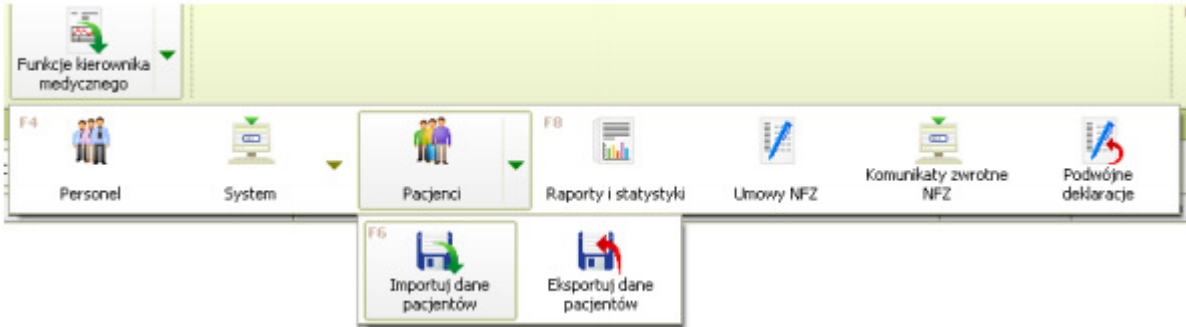 Funkcje kierownika
medycznego
F4
Personel
System
Pacjenci
F8
Raporty i statystyki
Umowy NFZ
Komunikaty zwrotne
NFZ
Podwójne
deklaracje
F6
Importuj dane
pacjentów
Eksportuj dane
pacjentów